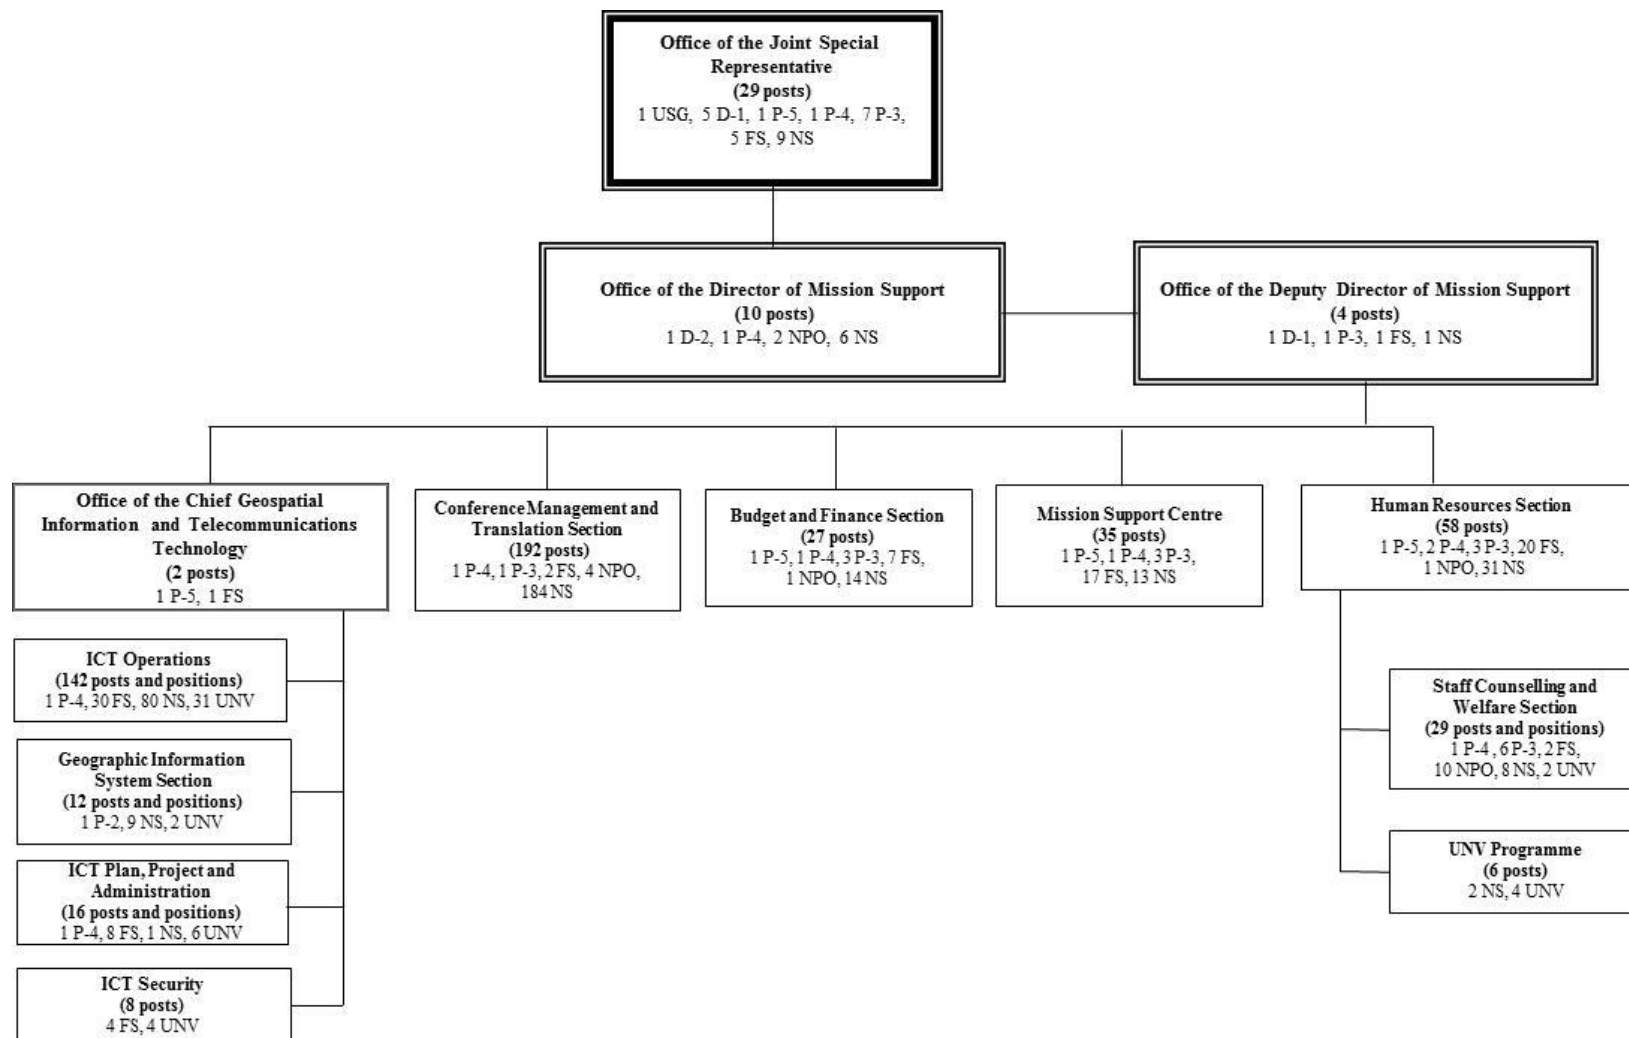 Office of the Joint Special
Representative
(29 posts)
1 USG, 5 D-1, 1 P-5, 1 P-4, 7 P-3,
5 FS, 9 NS
Office of the Director of Mission Support
(10 posts)
1 D-2, 1 P-4, 2 NPO, 6 NS
Office of the Deputy Director of Mission Support
(4 posts)
1 D-1, 1 P-3, 1 FS, 1 NS
Office of the Chief Geospatial
Information and Telecommunications
Technology
(2 posts)
1 P-5, 1 FS
Conference Management and
Translation Section
(192 posts)
1 P-4, 1 P-3, 2 FS, 4 NPO,
184 NS
Budget and Finance Section
(27 posts)
1 P-5, 1 P-4, 3 P-3, 7 FS,
1 NPO, 14 NS
Mission Support Centre
(35 posts)
1 P-5, 1 P-4, 3 P-3,
17 FS, 13 NS
Human Resources Section
(58 posts)
1 P-5, 2 P-4, 3 P-3, 20 FS,
1 NPO, 31 NS
ICT Operations
(142 posts and positions)
1 P-4, 30 FS, 80 NS, 31 UNV
Geographic Information
System Section
(12 posts and positions)
1 P-2, 9 NS, 2 UNV
ICT Plan, Project and
Administration
(16 posts and positions)
1 P-4, 8 FS, 1 NS, 6 UNV
ICT Security
(8 posts)
4 FS, 4 UNV
Staff Counselling and
Welfare Section
(29 posts and positions)
1 P-4 , 6 P-3, 2 FS,
10 NPO, 8 NS, 2 UNV
UNV Programme
(6 posts)
2 NS, 4 UNV